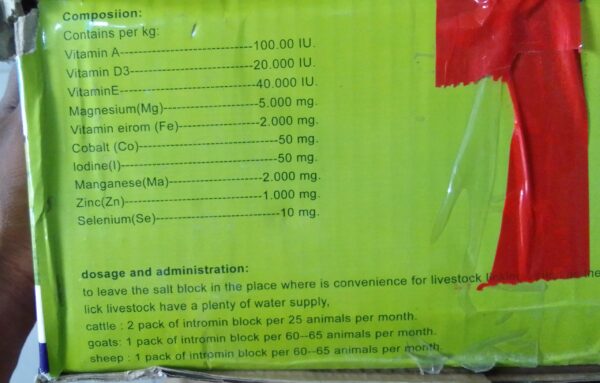 Composiion:
Contains per kg:
Vitamin A-------------------------------100.00 IU.
Vitamin D3-----------------------------20.000 IU.
VitaminE--------------------------------40.000 IU.
Magnesium(Mg)-----------------------5.000 mg.
Vitamin eirom (Fe)--------------------2.000 mg.
Cobalt (Co)---------------------------------50 mg.
Iodine(I)-------------------------------------50 mg.
Manganese(Ma)----------------------2.000 mg.
Zinc(Zn)---------------------------------1.000 mg.
Selenium(Se)-----------------------------10 mg.
dosage and administration:
to leave the salt block in the place where is convenience for livestock
lick livestock have a plenty of water supply,
cattle : 2 pack of intromin block per 25 animals per month.
goats: 1 pack of intromin block per 60--65 animals per month.
sheep : 1 pack of intromin block per 60--65 animals per month.